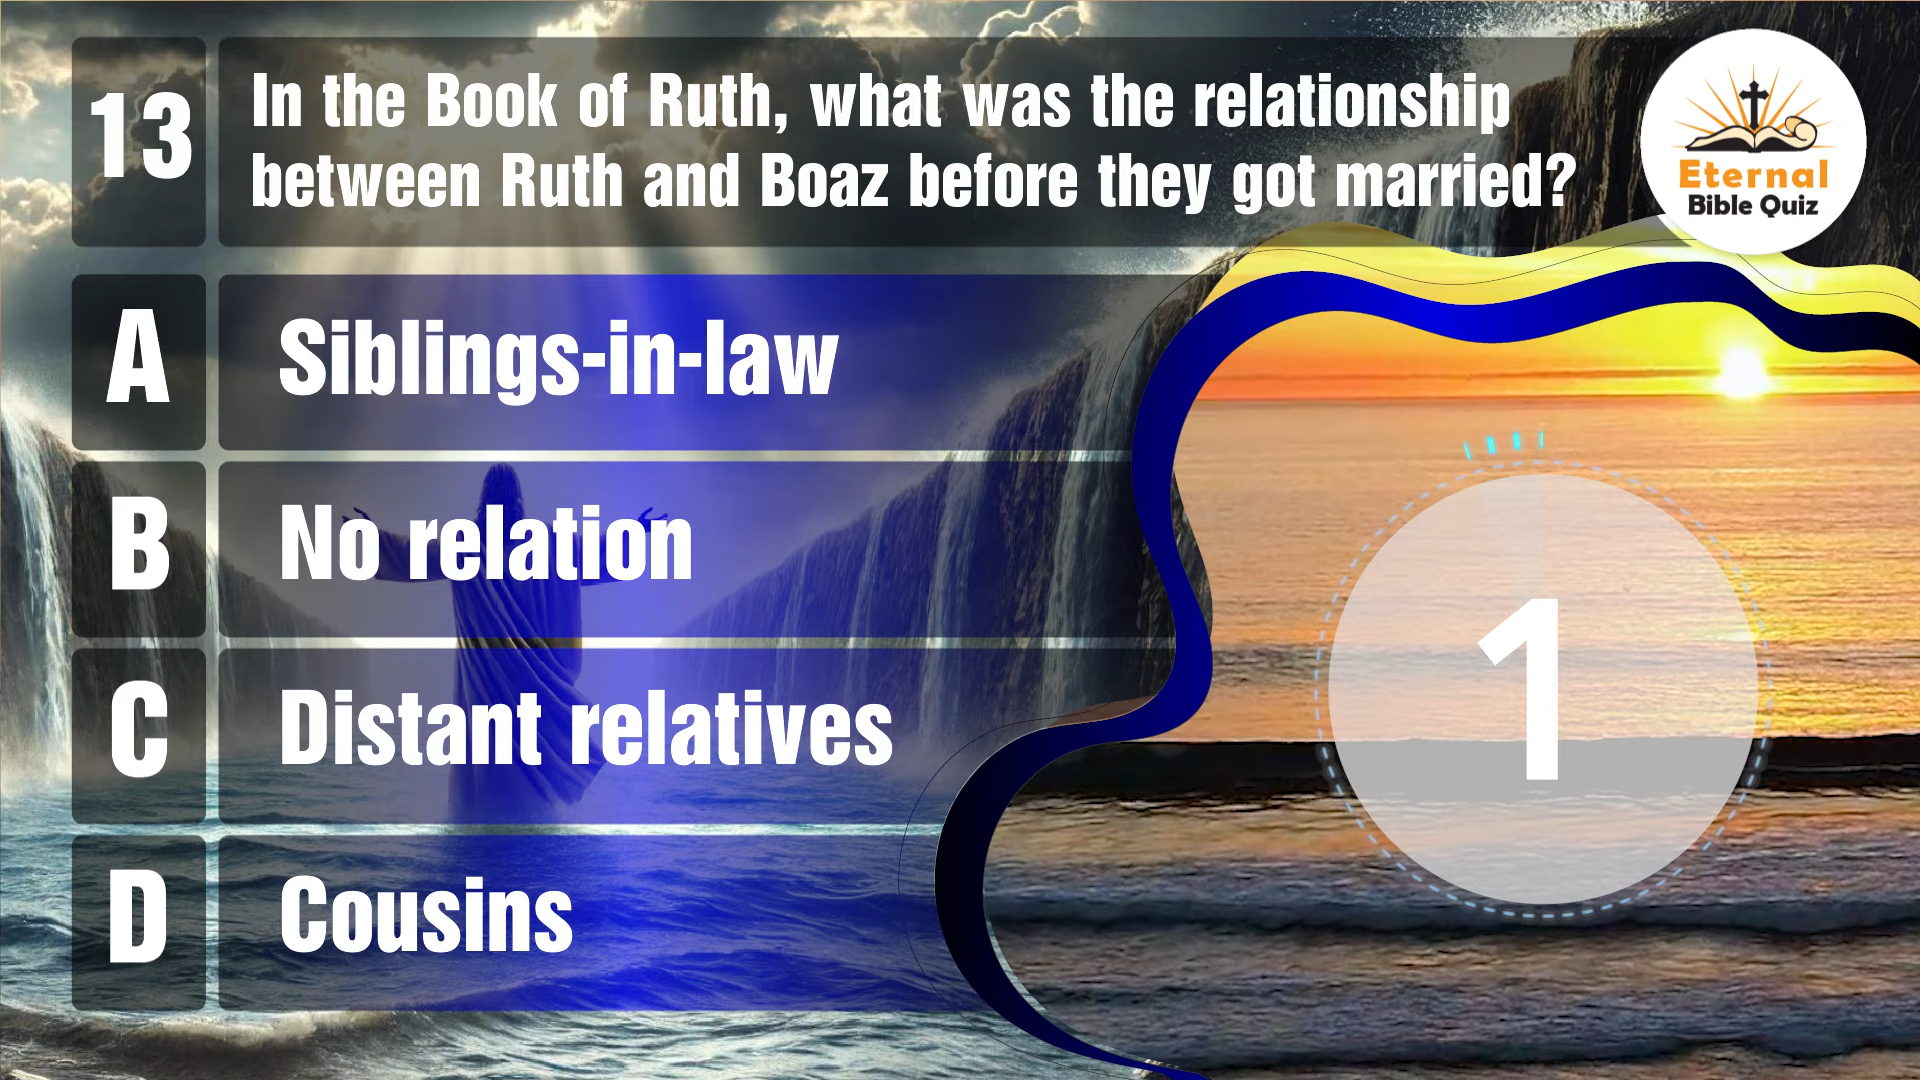 13
In the Book of Ruth, what was the relationship
between Ruth and Boaz before they got married?
Eternal
Bible Quiz
A
Siblings-in-law
B
No relation
C
Distant relatives
D
Cousins
1